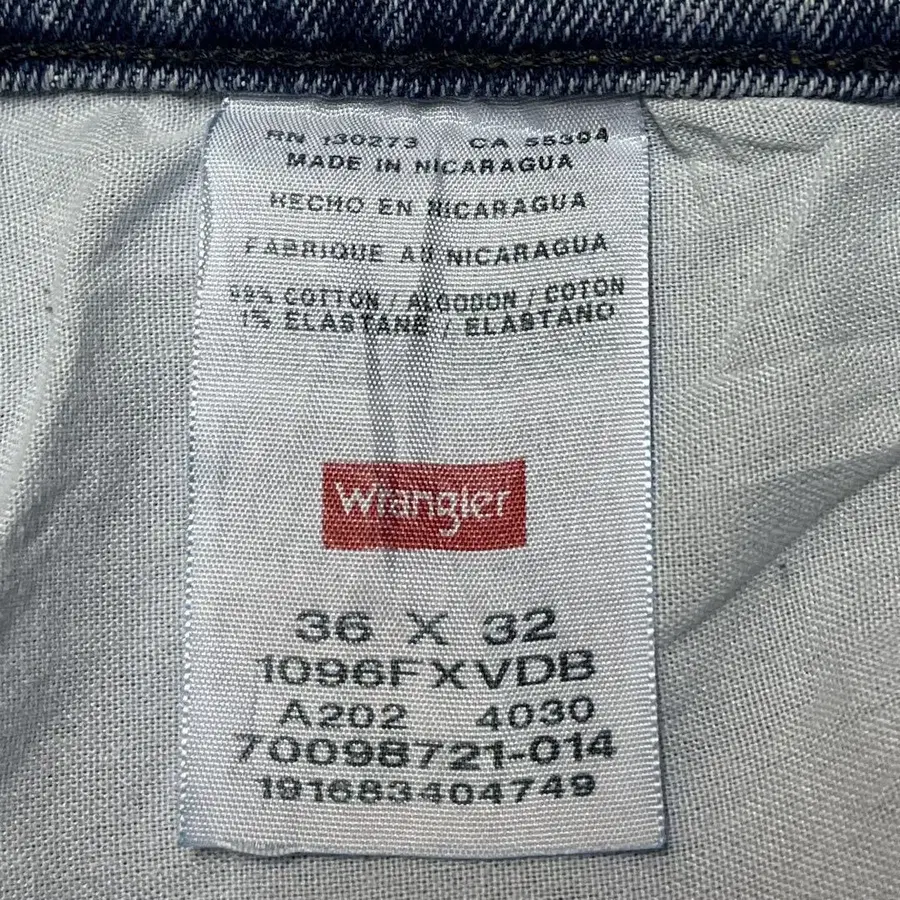 RN 130273 CA 55394
MADE IN NICARAGUA
HECHO EN NICARAGUA
FABRIQUE AU NICARAGUA
99% COTTON / ALGODON / COTON
1% ELASTANE / ELASTANO
Wrangler
36 X 32
1096FXVDB
A202 4030
70098721-014
191683404749